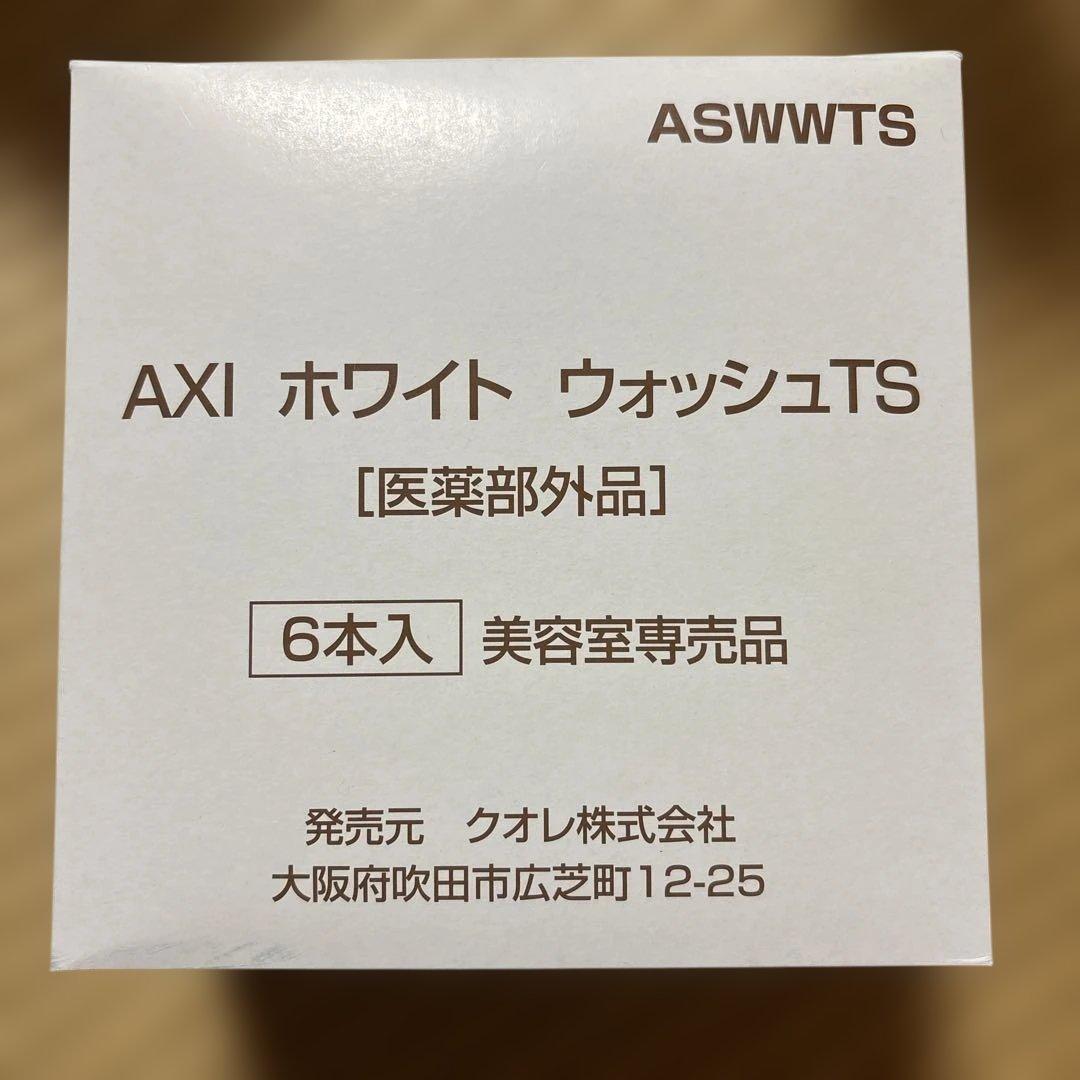 ASWWTS
AXI ホワイト ウォッシュTS
[医薬部外品]
6本入 美容室専売品
発売元 クオレ株式会社
大阪府吹田市広芝町12-25